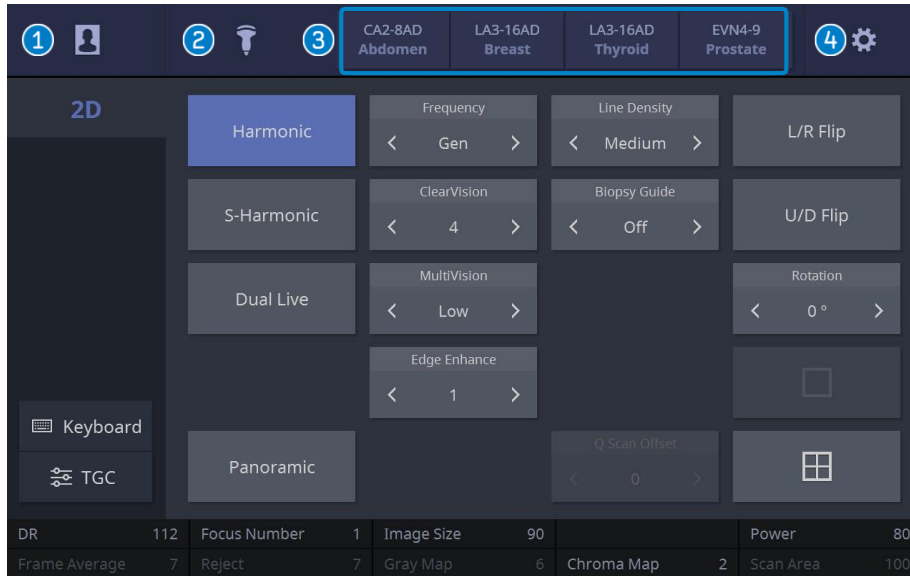 1 2 3 CA2-8AD LA3-16AD LA3-16AD EVN4-9 4
Abdomen Breast Thyroid Prostate
2D
Harmonic
Frequency
Gen
Line Density
Medium
L/R Flip
S-Harmonic
ClearVision
4
Biopsy Guide
Off
U/D Flip
Dual Live
MultiVision
Low
Rotation
0 °
Edge Enhance
1
Keyboard
TGC
Panoramic
Q Scan Offset
0
DR 112 Focus Number 1 Image Size 90 Power 80
Frame Average 7 Reject 7 Gray Map 6 Chroma Map 2 Scan Area 100